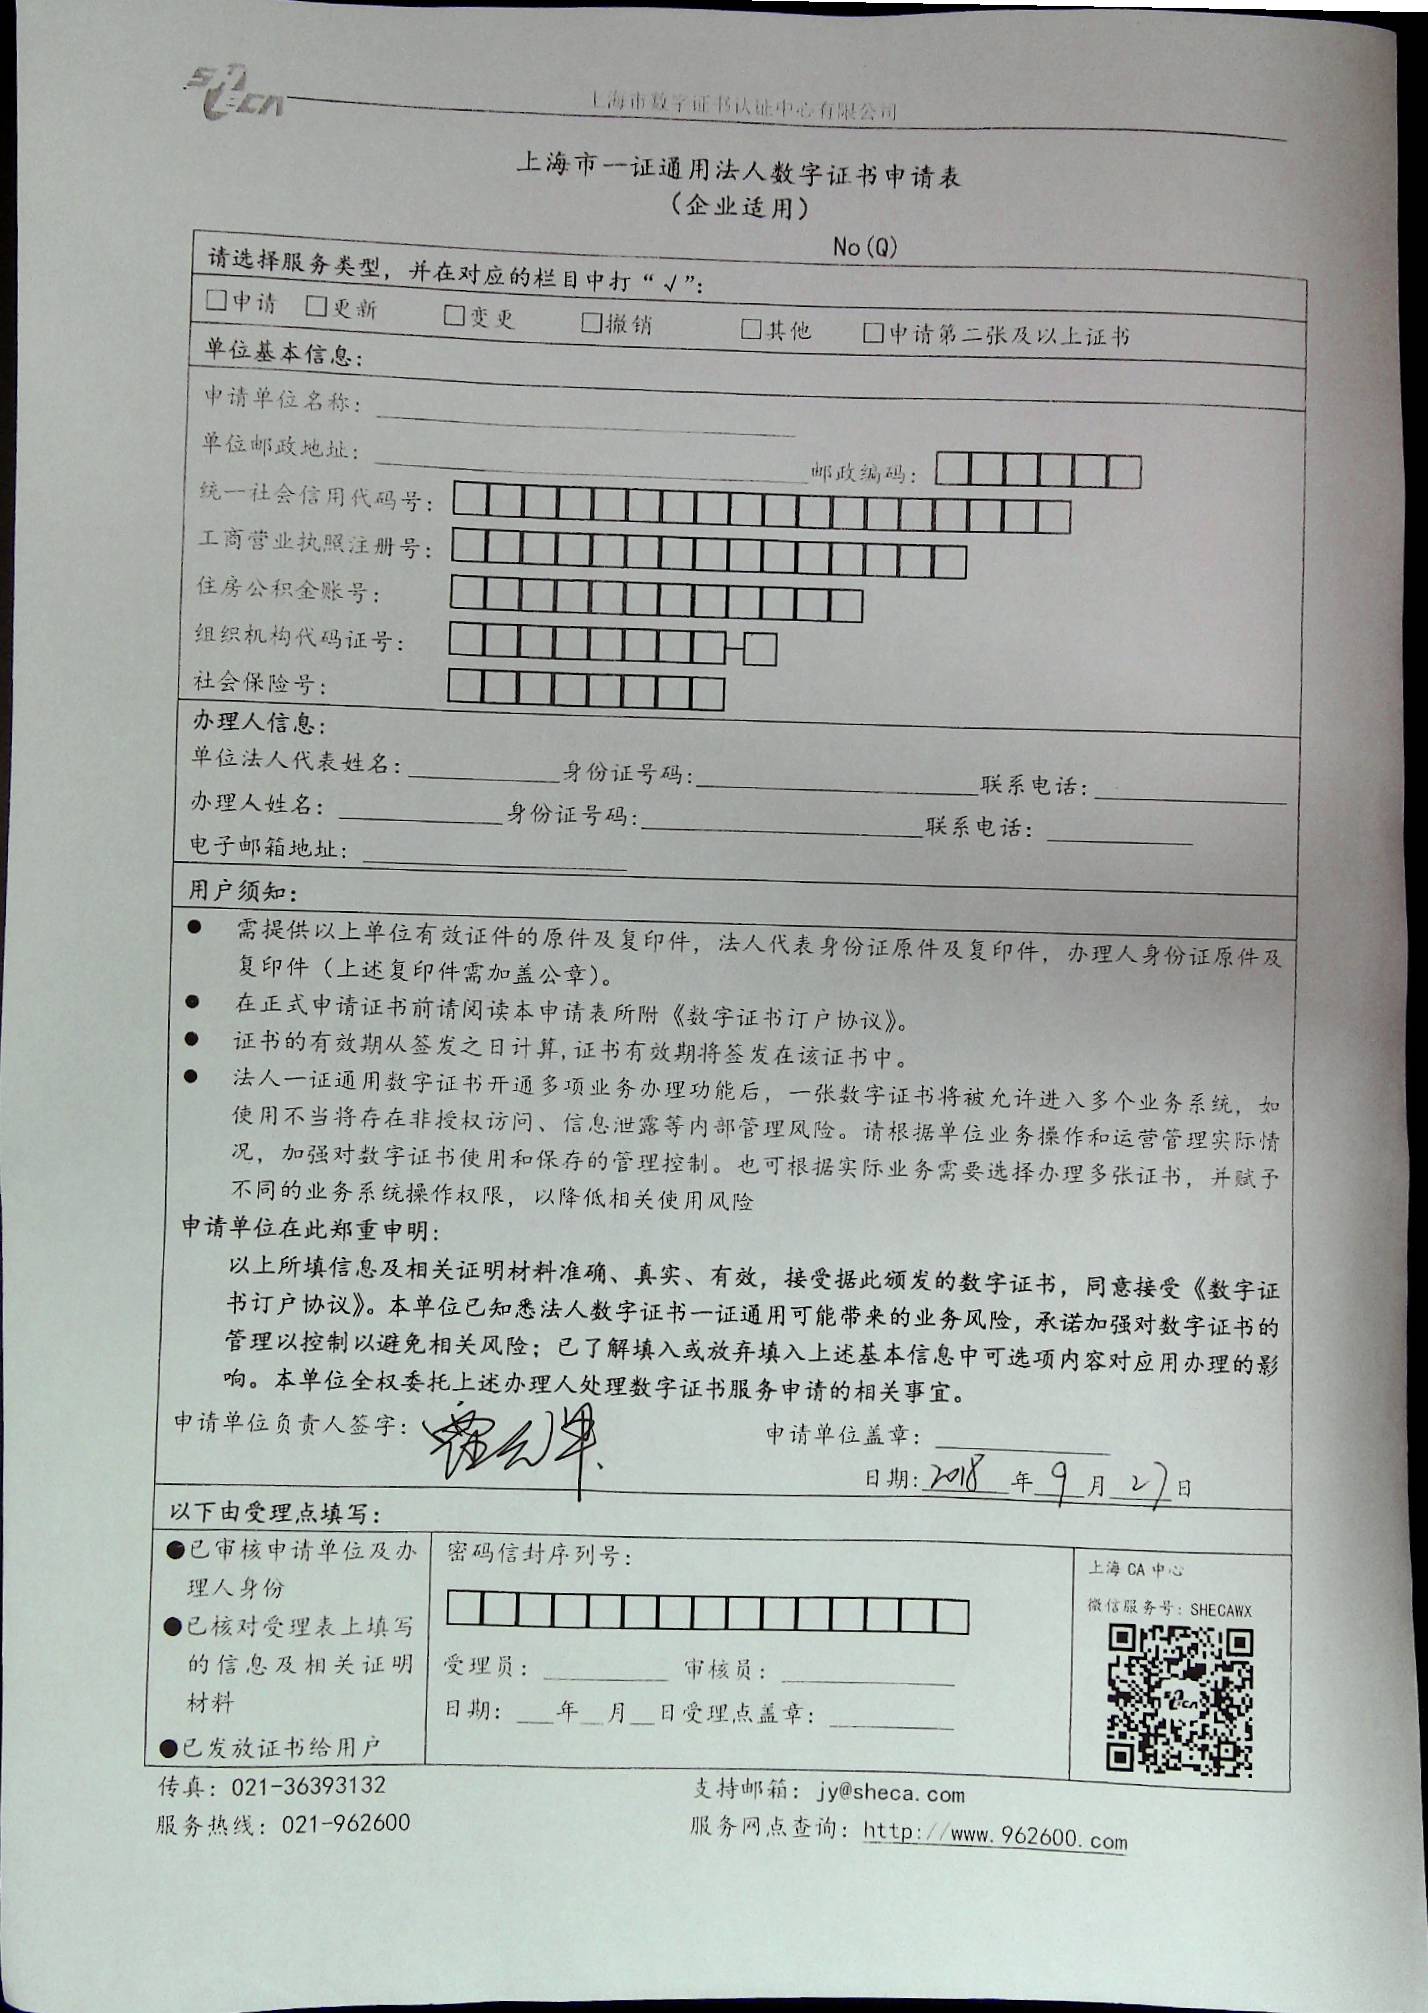 SHECA
上海市数字证书认证中心有限公司
上海市一证通用法人数字证书申请表
（企业适用）
No(Q)
请选择服务类型，并在对应的栏目中打“√”：
□申请 □更新 □变更 □撤销 □其他 □申请第二张及以上证书
单位基本信息：
申请单位名称：
单位邮政地址： 邮政编码：
统一社会信用代码号：
工商营业执照注册号：
住房公积金账号：
组织机构代码证号：
社会保险号：
办理人信息：
单位法人代表姓名： 身份证号码： 联系电话：
办理人姓名： 身份证号码： 联系电话：
电子邮箱地址：
用户须知：
● 需提供以上单位有效证件的原件及复印件，法人代表身份证原件及复印件，办理人身份证原件及
复印件（上述复印件需加盖公章）。
● 在正式申请证书前请阅读本申请表所附《数字证书订户协议》。
● 证书的有效期从签发之日计算,证书有效期将签发在该证书中。
● 法人一证通用数字证书开通多项业务办理功能后，一张数字证书将被允许进入多个业务系统，如
使用不当将存在非授权访问、信息泄露等内部管理风险。请根据单位业务操作和运营管理实际情
况，加强对数字证书使用和保存的管理控制。也可根据实际业务需要选择办理多张证书，并赋予
不同的业务系统操作权限，以降低相关使用风险
申请单位在此郑重申明：
以上所填信息及相关证明材料准确、真实、有效，接受据此颁发的数字证书，同意接受《数字证
书订户协议》。本单位已知悉法人数字证书一证通用可能带来的业务风险，承诺加强对数字证书的
管理以控制以避免相关风险；已了解填入或放弃填入上述基本信息中可选项内容对应用办理的影
响。本单位全权委托上述办理人处理数字证书服务申请的相关事宜。
申请单位负责人签字： 申请单位盖章：
日期:2018年9月27日
以下由受理点填写：
●已审核申请单位及办
理人身份
●已核对受理表上填写
的信息及相关证明
材料
●已发放证书给用户
密码信封序列号：
受理员： 审核员：
日期： 年 月 日受理点盖章：
上海CA中心
微信服务号：SHECAWX
传真：021-36393132 支持邮箱：jy@sheca.com
服务热线：021-962600 服务网点查询：http://www.962600.com